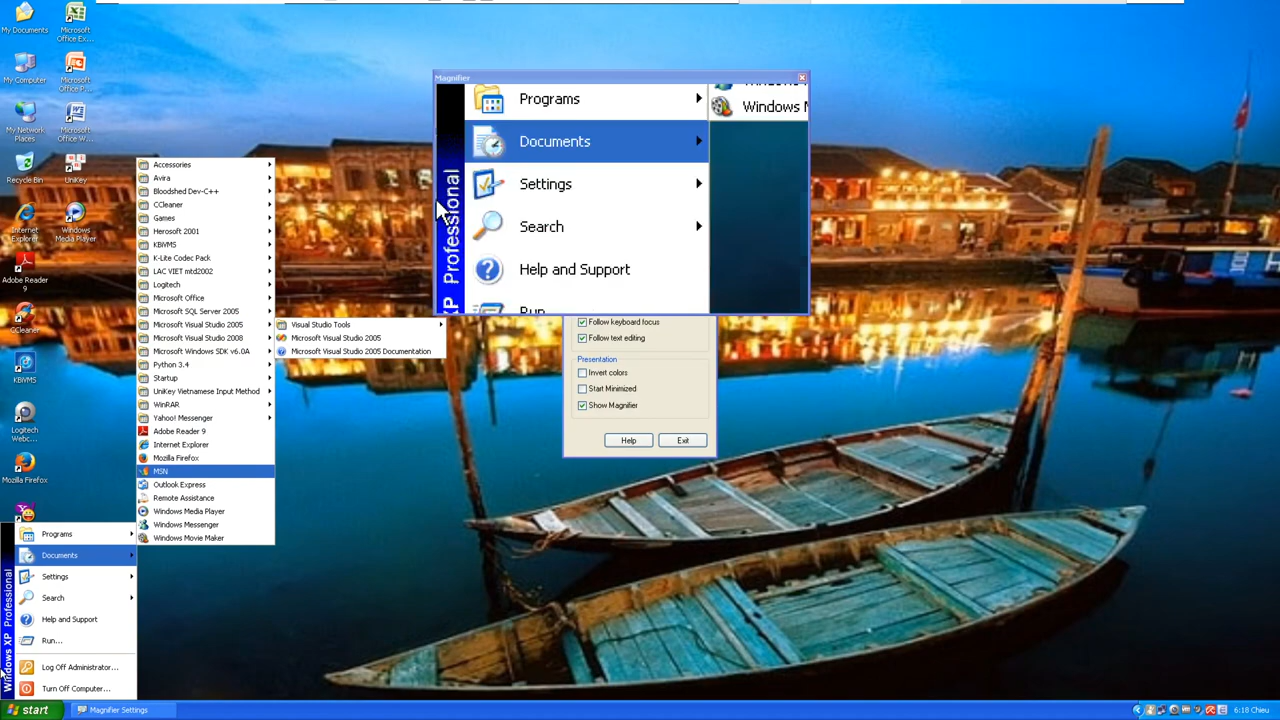 My Documents
Microsoft Office Ex...
My Computer
Microsoft Office P...
My Network Places
Microsoft Office W...
Recycle Bin
UniKey
Internet Explorer
Windows Media Player
Adobe Reader 9
CCleaner
KBIVMS
Logitech Webc...
Mozilla Firefox
Accessories
Avira
Bloodshed Dev-C++
CCleaner
Games
Herosoft 2001
KBIVMS
K-Lite Codec Pack
LAC VIET mtd2002
Logitech
Microsoft Office
Microsoft SQL Server 2005
Microsoft Visual Studio 2005
Microsoft Visual Studio 2008
Microsoft Windows SDK v6.0A
Python 3.4
Startup
UniKey Vietnamese Input Method
WinRAR
Yahoo! Messenger
Adobe Reader 9
Internet Explorer
Mozilla Firefox
MSN
Outlook Express
Remote Assistance
Windows Media Player
Windows Messenger
Windows Movie Maker
Visual Studio Tools
Microsoft Visual Studio 2005
Microsoft Visual Studio 2005 Documentation
Magnifier
Programs
Documents
Settings
Search
Help and Support
Run
Windows M
XP Professional
Follow keyboard focus
Follow text editing
Presentation
Invert colors
Start Minimized
Show Magnifier
Help
Exit
Programs
Documents
Settings
Search
Help and Support
Run...
Log Off Administrator...
Turn Off Computer...
Windows XP Professional
start
Magnifier Settings
6:18 Chieu